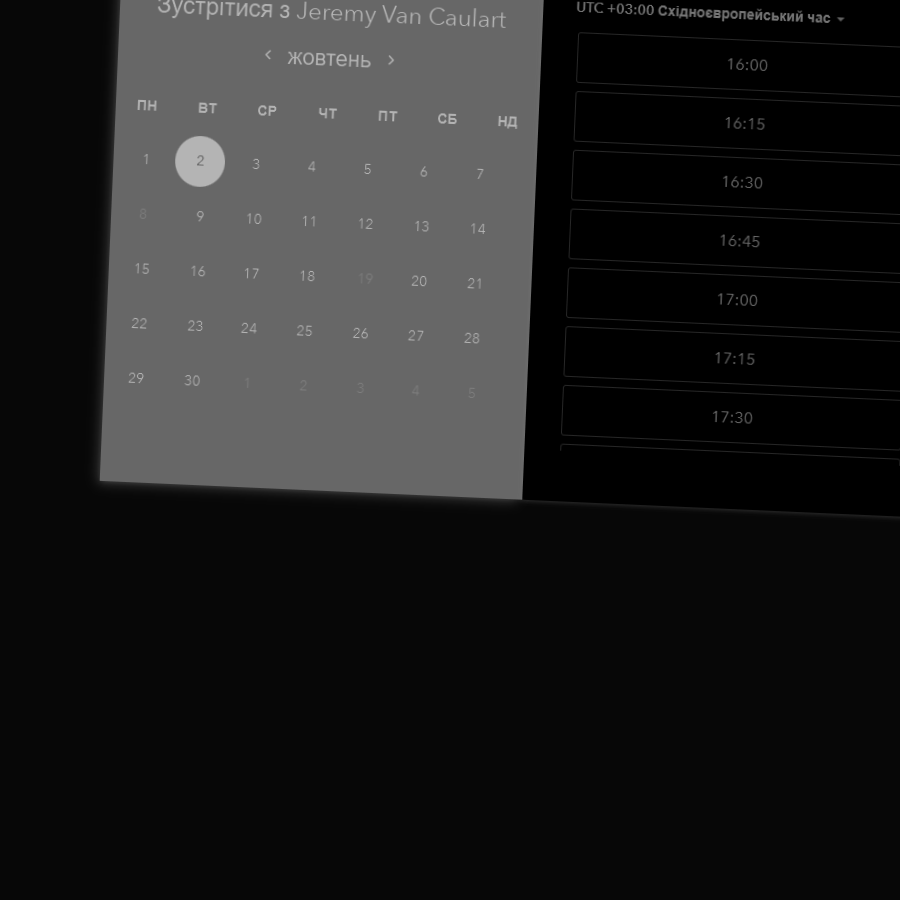 Зустрітися з Jeremy Van Caulart
жовтень
ПН ВТ СР ЧТ ПТ СБ НД
1 2 3 4 5 6 7
8 9 10 11 12 13 14
15 16 17 18 19 20 21
22 23 24 25 26 27 28
29 30 1 2 3 4 5
UTC +03:00 Східноєвропейський час
16:00
16:15
16:30
16:45
17:00
17:15
17:30